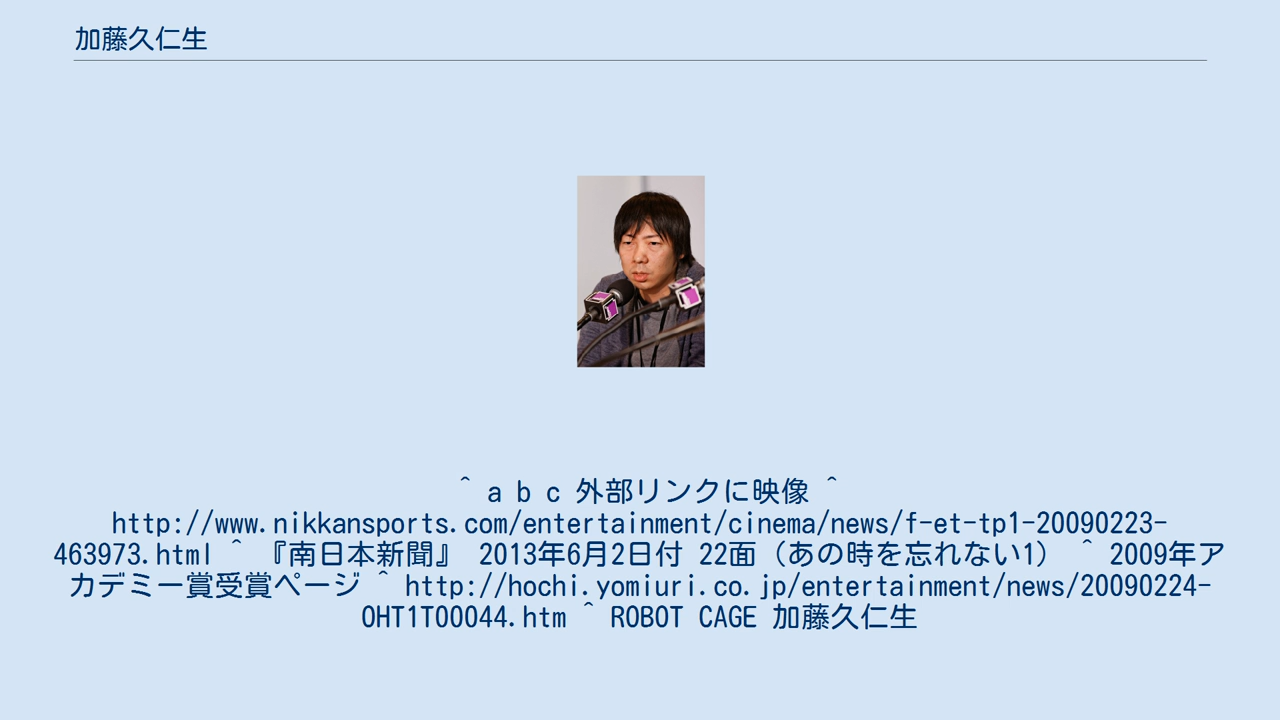 加藤久仁生
^ a b c 外部リンクに映像 ^
http://www.nikkansports.com/entertainment/cinema/news/f-et-tp1-20090223-
463973.html ^ 『南日本新聞』 2013年6月2日付 22面（あの時を忘れない1） ^ 2009年ア
カデミー賞受賞ページ ^ http://hochi.yomiuri.co.jp/entertainment/news/20090224-
OHT1T00044.htm ^ ROBOT CAGE 加藤久仁生